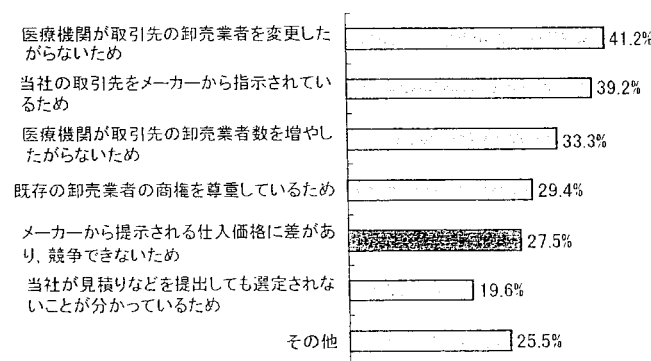 医療機関が取引先の卸売業者を変更した
がらないため
41.2%
当社の取引先をメーカーから指示されてい
るため
39.2%
医療機関が取引先の卸売業者数を増やし
たがらないため
33.3%
既存の卸売業者の商権を尊重しているため
29.4%
メーカーから提示される仕入価格に差があ
り、競争できないため
27.5%
当社が見積りなどを提出しても選定されな
いことが分かっているため
19.6%
その他
25.5%